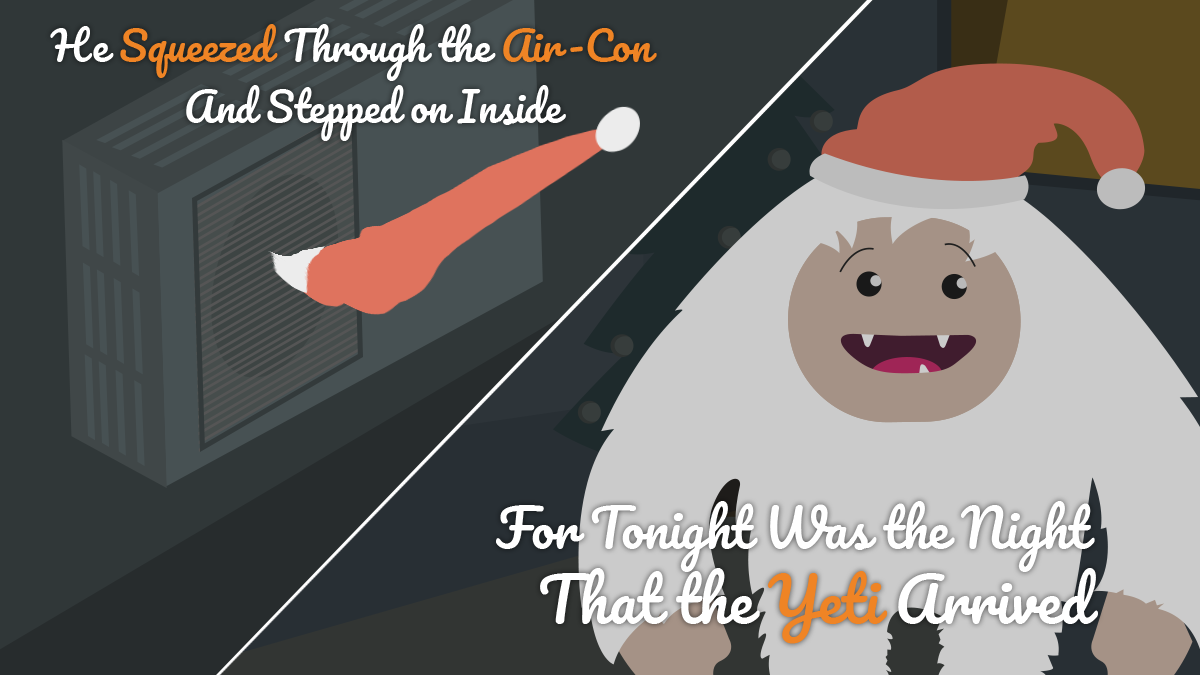 He Squeezed Through the Air-Con
And Stepped on Inside
For Tonight Was the Night
That the Yeti Arrived